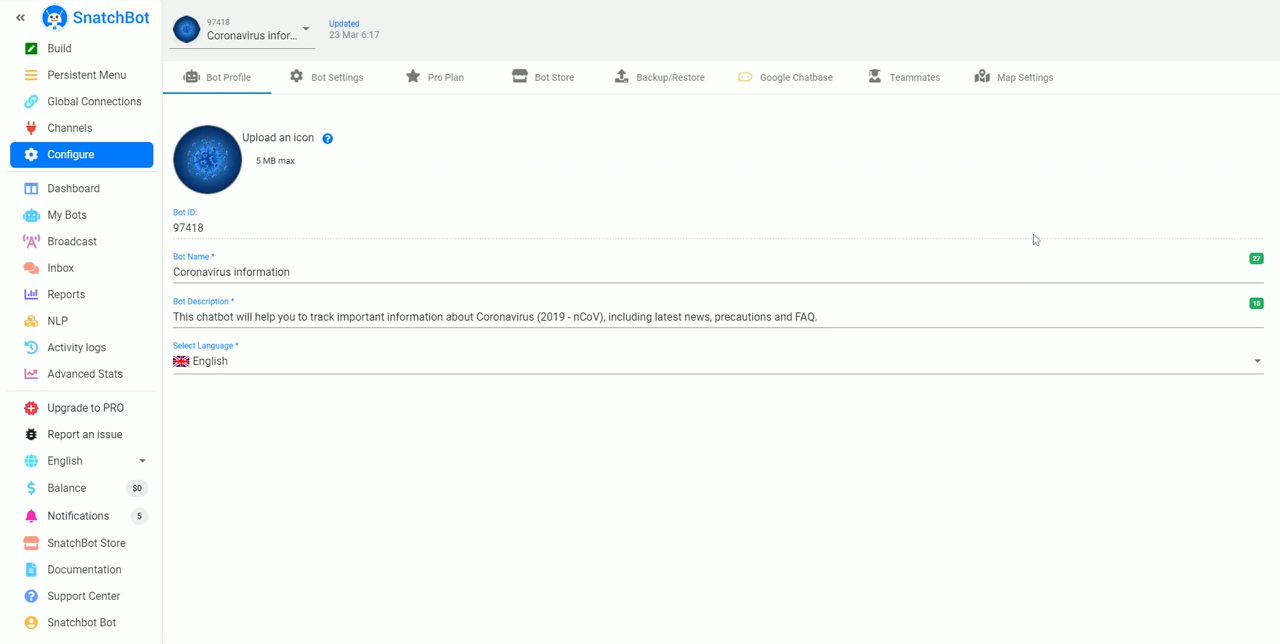 SnatchBot
Build
Persistent Menu
Global Connections
Channels
Configure
Dashboard
My Bots
Broadcast
Inbox
Reports
NLP
Activity logs
Advanced Stats
Upgrade to PRO
Report an issue
English
Balance $0
Notifications 5
SnatchBot Store
Documentation
Support Center
Snatchbot Bot
97418
Coronavirus infor...
Updated
23 Mar 6:17
Bot Profile Bot Settings Pro Plan Bot Store Backup/Restore Google Chatbase Teammates Map Settings
Upload an icon ?
5 MB max
Bot ID:
97418
Bot Name *
27
Coronavirus information
Bot Description *
15
This chatbot will help you to track important information about Coronavirus (2019 - nCoV), including latest news, precautions and FAQ.
Select Language *
English